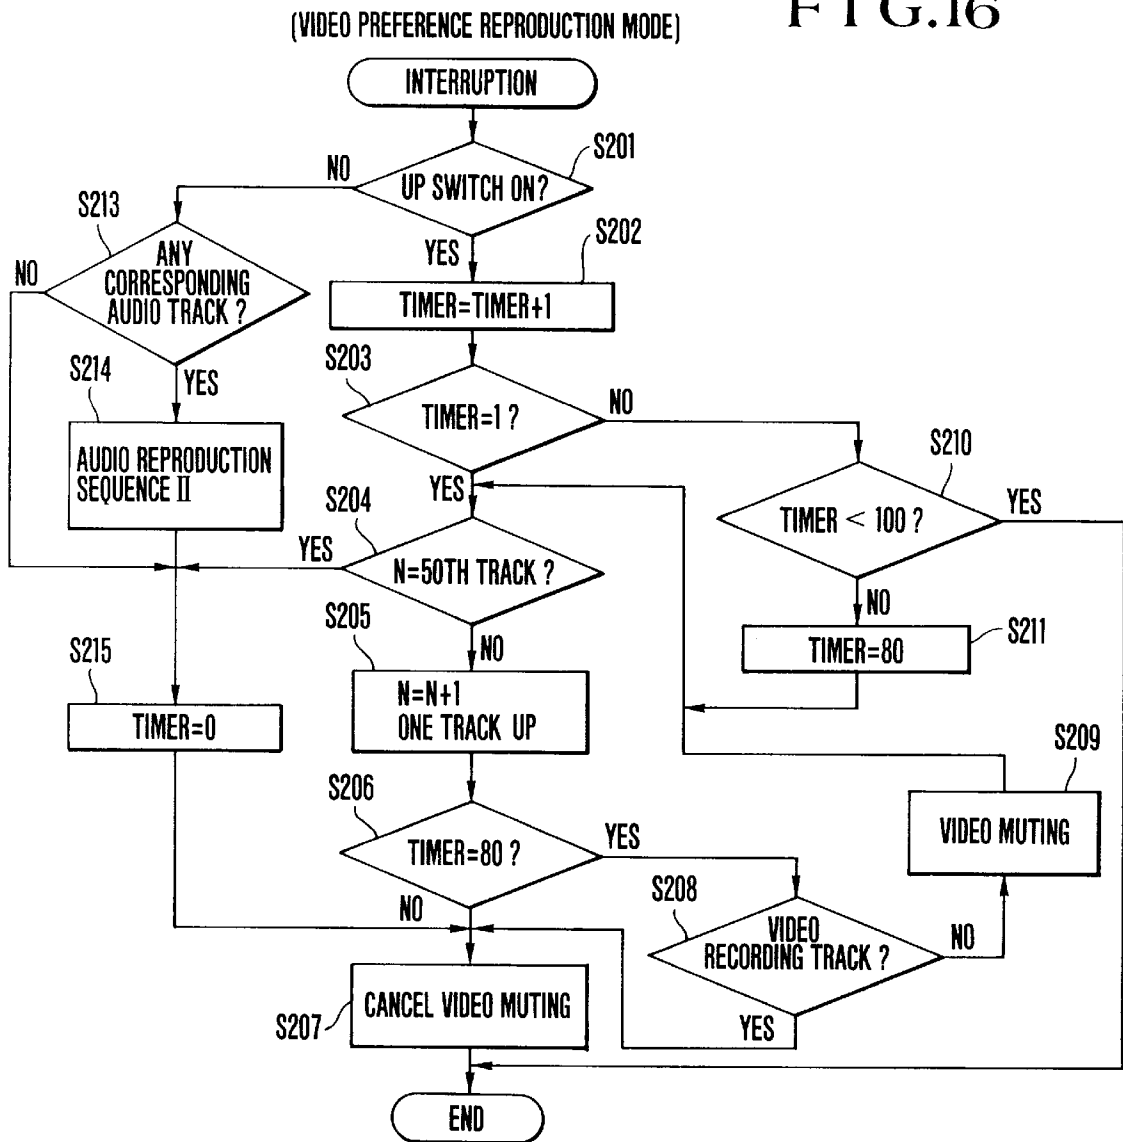 FIG.16
(VIDEO PREFERENCE REPRODUCTION MODE)
INTERRUPTION
S201
NO
UP SWITCH ON?
S213
YES
S202
ANY
CORRESPONDING
AUDIO TRACK ?
NO
TIMER=TIMER+1
S203
S214
YES
TIMER=1 ?
NO
S210
AUDIO REPRODUCTION
SEQUENCE II
YES
S204
TIMER < 100 ?
YES
YES
N=50TH TRACK ?
NO
S205
NO
S211
TIMER=80
S215
N=N+1
ONE TRACK UP
TIMER=0
S209
S206
VIDEO MUTING
TIMER=80 ?
YES
S208
NO
VIDEO
RECORDING TRACK ?
NO
CANCEL VIDEO MUTING
S207
YES
END